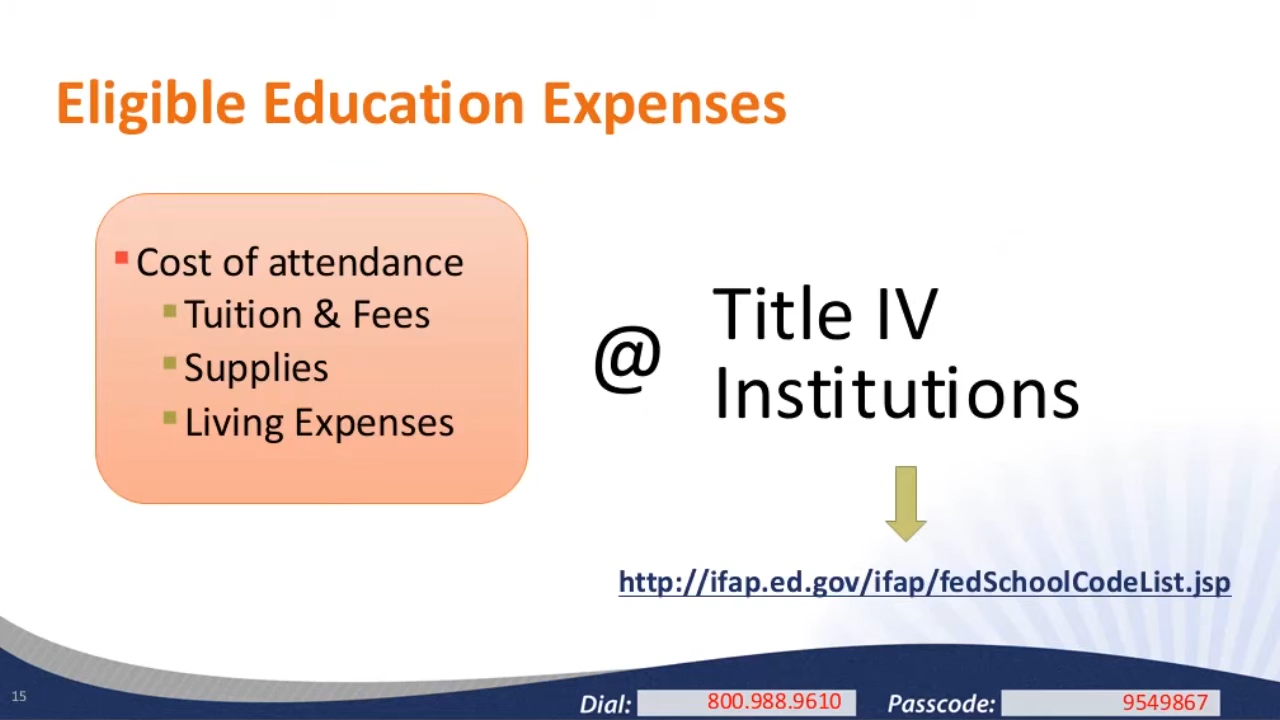 Eligible Education Expenses
Cost of attendance
Tuition & Fees
Supplies
Living Expenses
@
Title IV
Institutions
http://ifap.ed.gov/ifap/fedSchoolCodeList.jsp
15
Dial: 800.988.9610 Passcode: 9549867